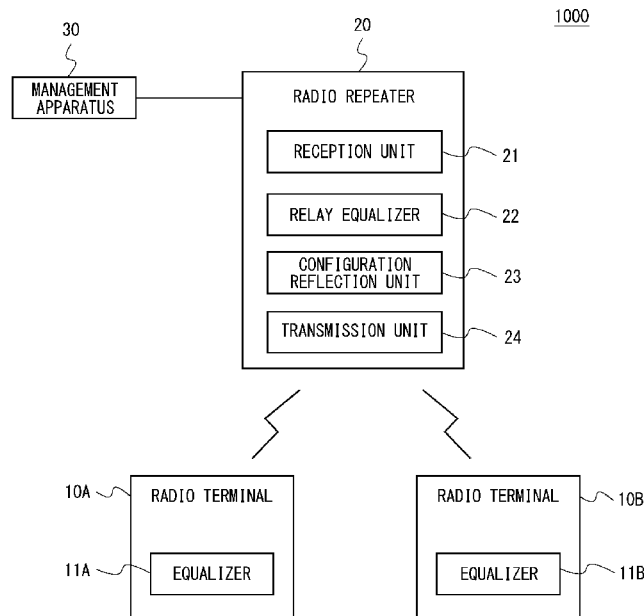 1000
30
20
MANAGEMENT
APPARATUS
RADIO REPEATER
RECEPTION UNIT
21
RELAY EQUALIZER
22
CONFIGURATION
REFLECTION UNIT
23
TRANSMISSION UNIT
24
10A
RADIO TERMINAL
RADIO TERMINAL
10B
11A
EQUALIZER
EQUALIZER
11B